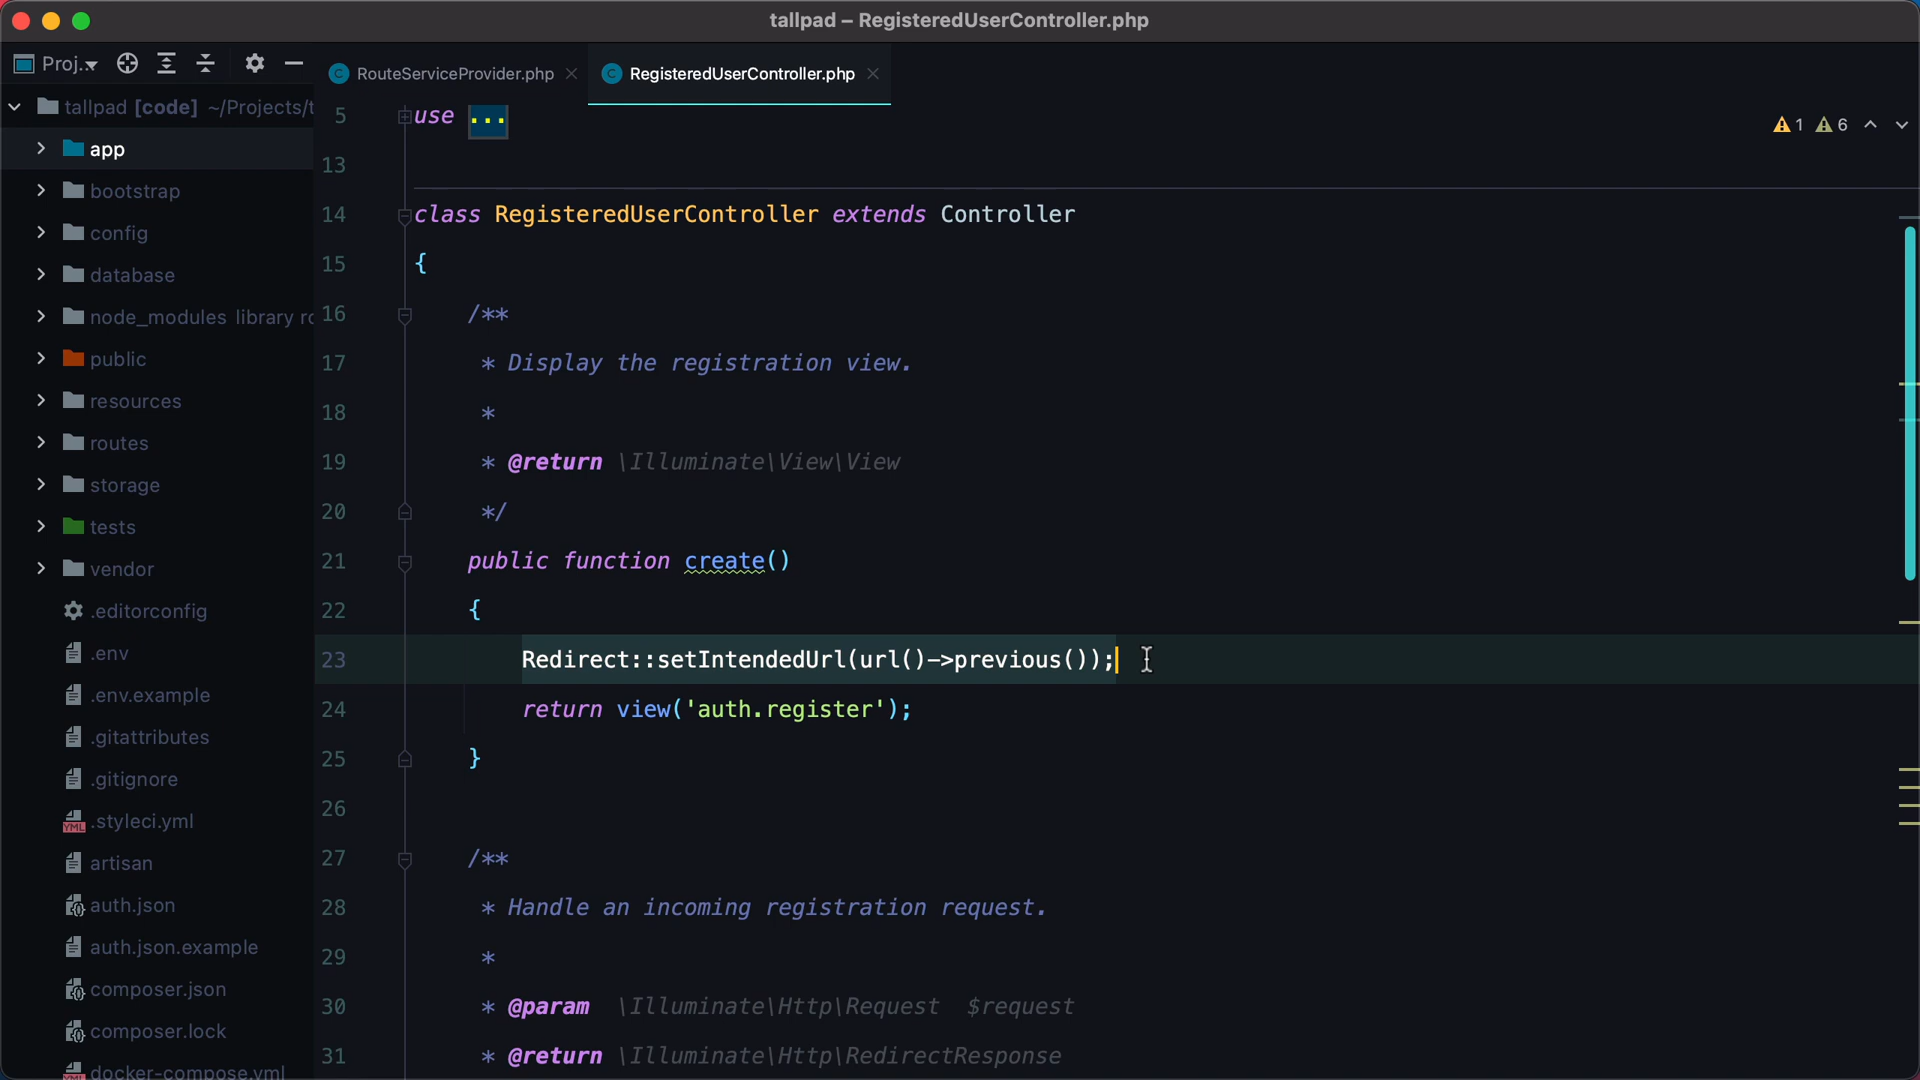 tallpad – RegisteredUserController.php
Proj...
RouteServiceProvider.php
RegisteredUserController.php
tallpad [code] ~/Projects/t
app
bootstrap
config
database
node_modules library ro
public
resources
routes
storage
tests
vendor
.editorconfig
.env
.env.example
.gitattributes
.gitignore
.styleci.yml
artisan
auth.json
auth.json.example
composer.json
composer.lock
docker-compose.yml
1 6
5 use ...
13
14 class RegisteredUserController extends Controller
15 {
16 /**
17 * Display the registration view.
18 *
19 * @return \Illuminate\View\View
20 */
21 public function create()
22 {
23 Redirect::setIntendedUrl(url()->previous());
24 return view('auth.register');
25 }
26
27 /**
28 * Handle an incoming registration request.
29 *
30 * @param \Illuminate\Http\Request $request
31 * @return \Illuminate\Http\RedirectResponse